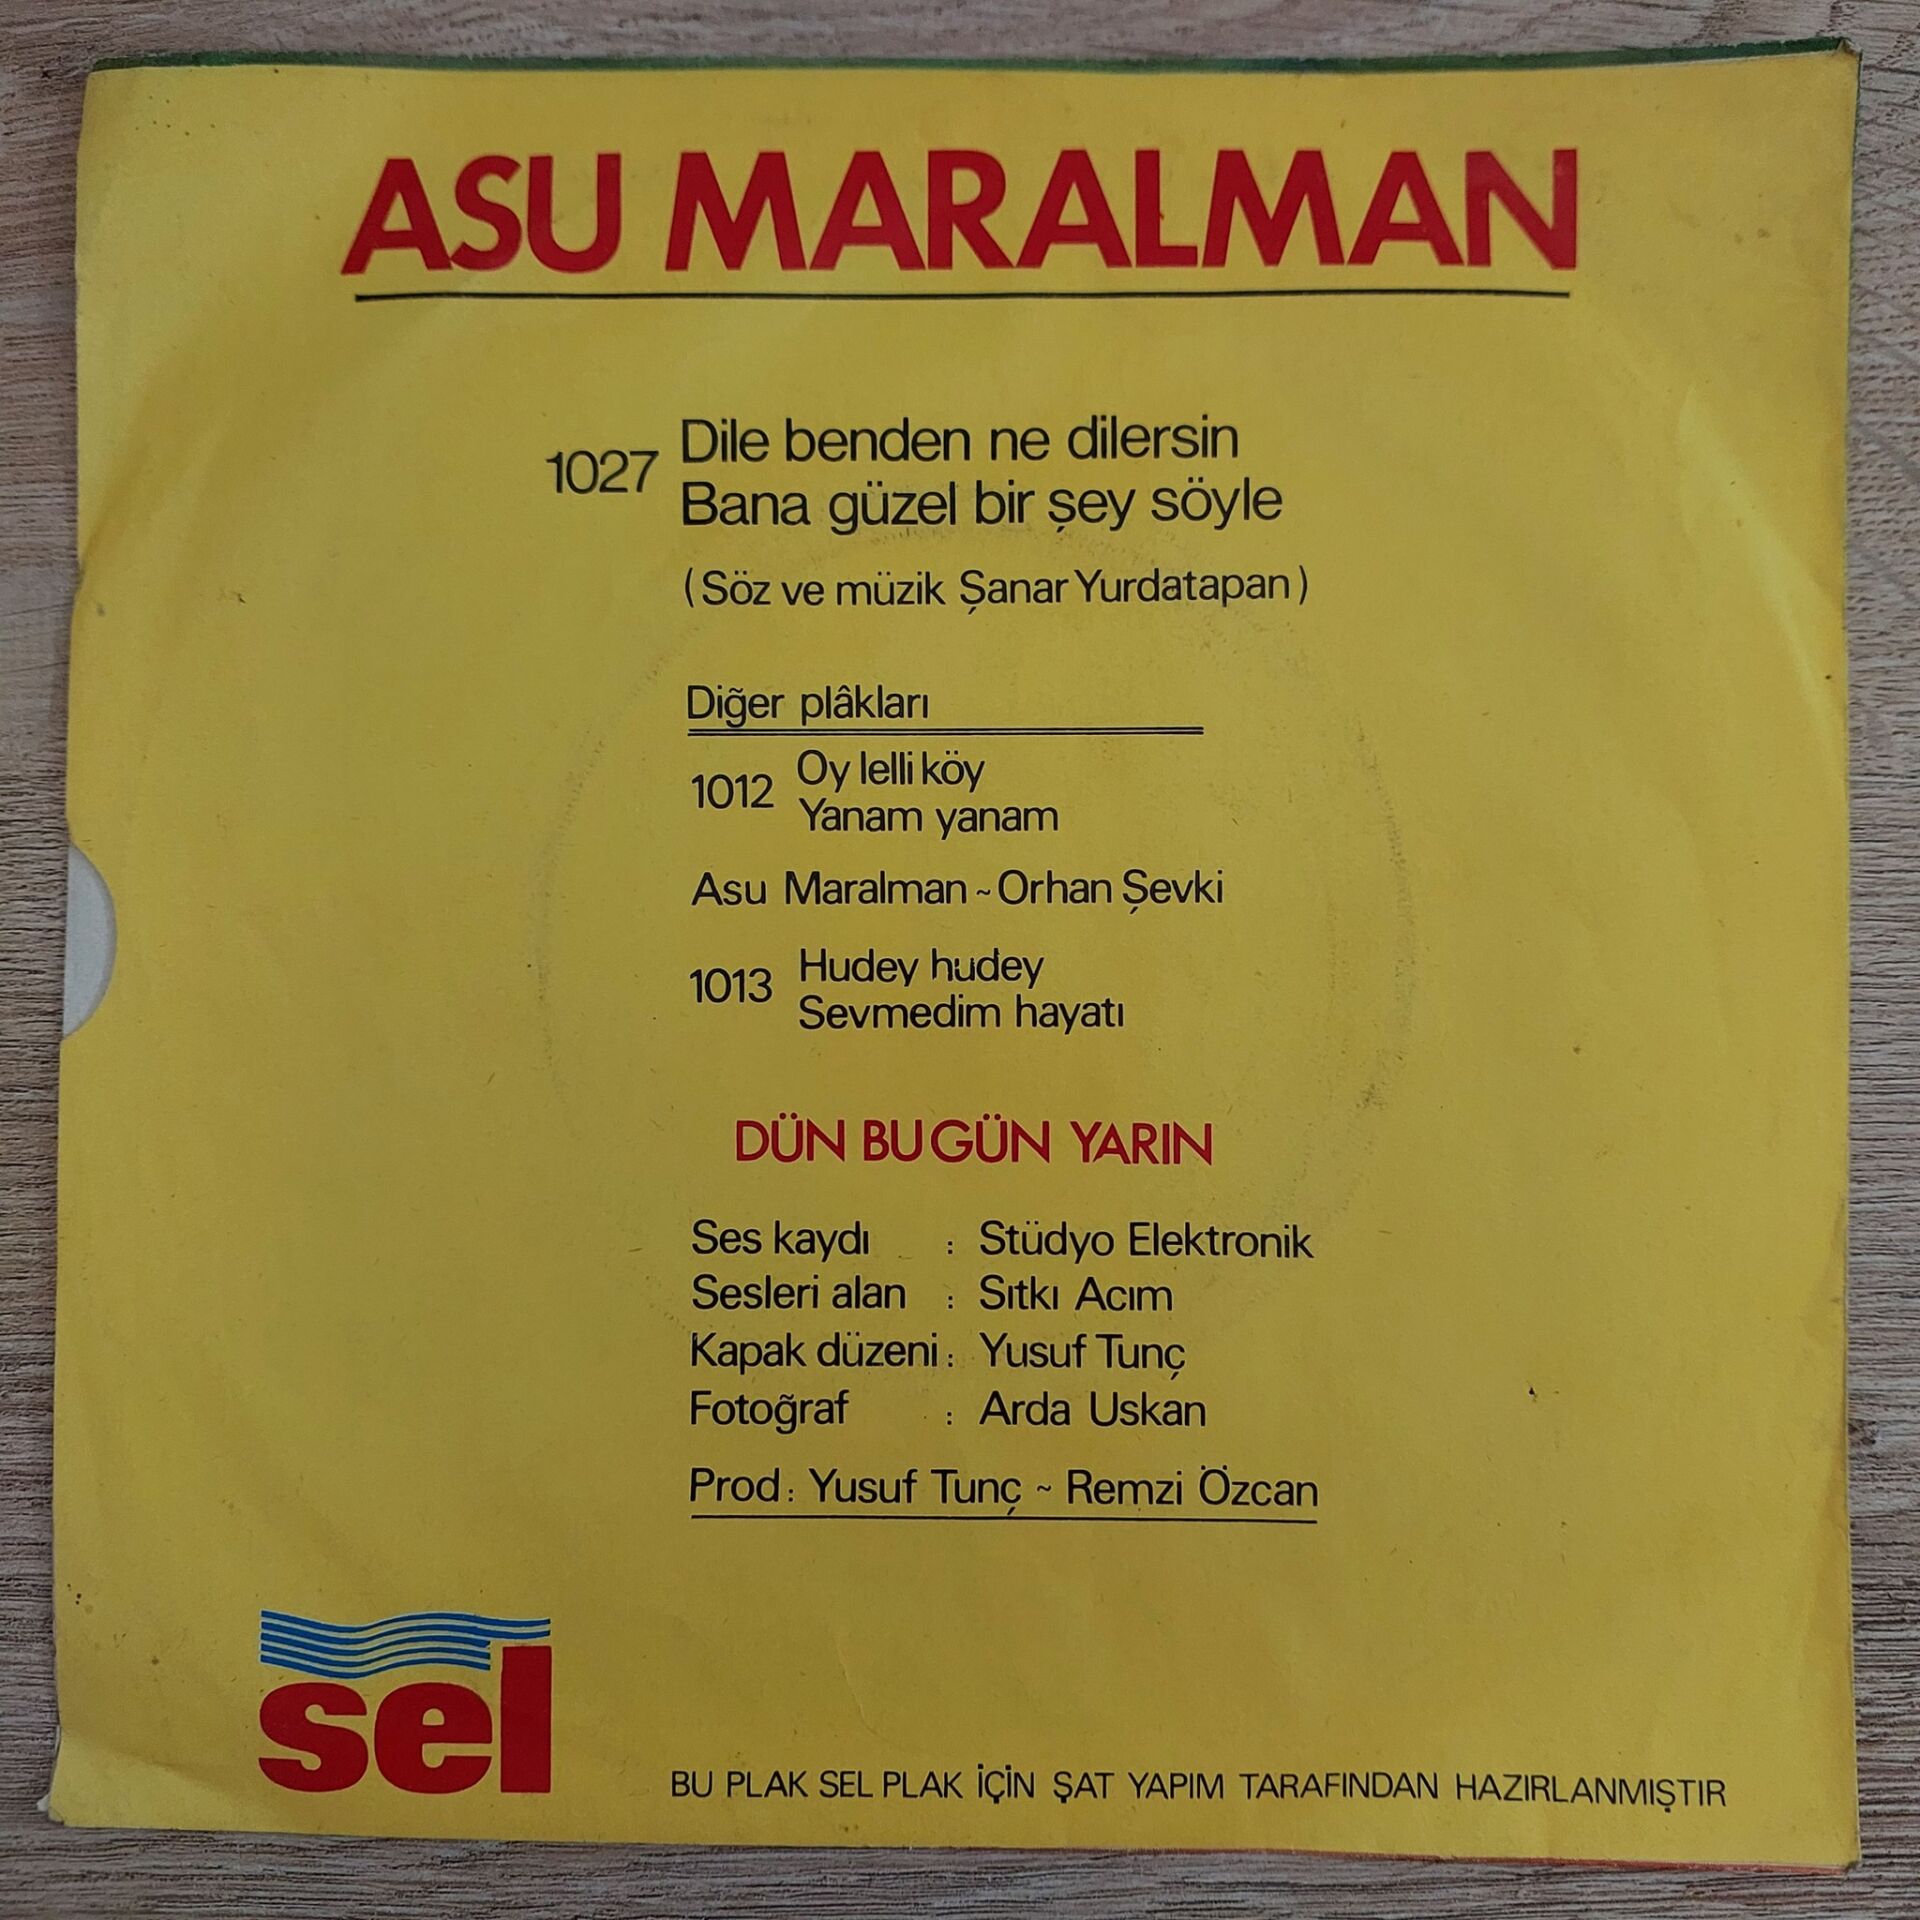 ASU MARALMAN
1027
Dile benden ne dilersin
Bana güzel bir şey söyle
(Söz ve müzik Şanar Yurdatapan)
Diğer plâkları
1012
Oy lelli köy
Yanam yanam
Asu Maralman ~ Orhan Şevki
1013
Hudey hudey
Sevmedim hayatı
DÜN BUGÜN YARIN
Ses kaydı : Stüdyo Elektronik
Sesleri alan : Sıtkı Acım
Kapak düzeni : Yusuf Tunç
Fotoğraf : Arda Uskan
Prod : Yusuf Tunç ~ Remzi Özcan
sel
BU PLAK SEL PLAK İÇİN ŞAT YAPIM TARAFINDAN HAZIRLANMIŞTIR